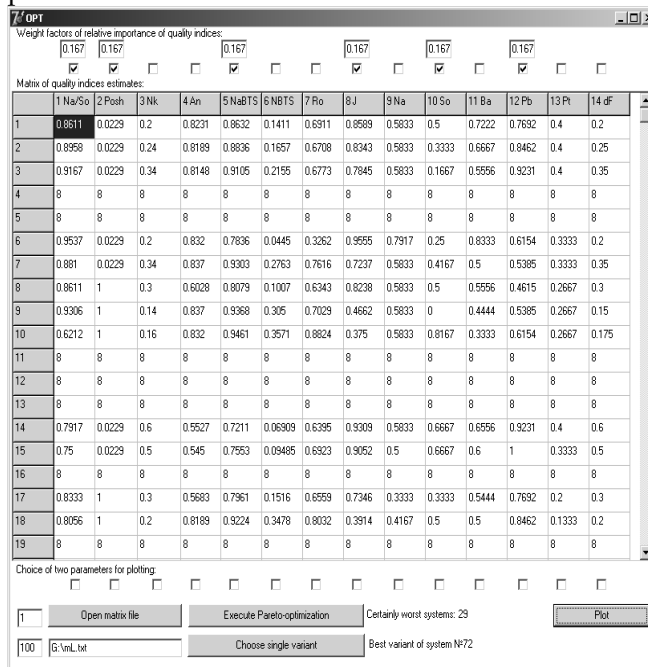 OPT
Weight factors of relative importance of quality indices:
0.167 0.167 0.167 0.167 0.167 0.167
Matrix of quality indices estimates:
1 Na/So 2 Posh 3 Nk 4 An 5 NaBTS 6 NBTS 7 Ro 8 J 9 Na 10 So 11 Ba 12 Pb 13 Pt 14 dF
1 0.8611 0.0229 0.2 0.8231 0.8632 0.1411 0.6911 0.8589 0.5833 0.5 0.7222 0.7692 0.4 0.2
2 0.8958 0.0229 0.24 0.8189 0.8836 0.1657 0.6708 0.8343 0.5833 0.3333 0.6667 0.8462 0.4 0.25
3 0.9167 0.0229 0.34 0.8148 0.9105 0.2155 0.6773 0.7845 0.5833 0.1667 0.5556 0.9231 0.4 0.35
4 8 8 8 8 8 8 8 8 8 8 8 8 8 8
5 8 8 8 8 8 8 8 8 8 8 8 8 8 8
6 0.9537 0.0229 0.2 0.832 0.7836 0.0445 0.3262 0.9555 0.7917 0.25 0.8333 0.6154 0.3333 0.2
7 0.881 0.0229 0.34 0.837 0.9303 0.2763 0.7616 0.7237 0.5833 0.4167 0.5 0.5385 0.3333 0.35
8 0.8611 1 0.3 0.6028 0.8079 0.1007 0.6343 0.8238 0.5833 0.5 0.5556 0.4615 0.2667 0.3
9 0.9306 1 0.14 0.837 0.9368 0.305 0.7029 0.4662 0.5833 0 0.4444 0.5385 0.2667 0.15
10 0.6212 1 0.16 0.832 0.9461 0.3571 0.8824 0.375 0.5833 0.8167 0.3333 0.6154 0.2667 0.175
11 8 8 8 8 8 8 8 8 8 8 8 8 8 8
12 8 8 8 8 8 8 8 8 8 8 8 8 8 8
13 8 8 8 8 8 8 8 8 8 8 8 8 8 8
14 0.7917 0.0229 0.6 0.5527 0.7211 0.06909 0.6395 0.9309 0.5833 0.6667 0.6556 0.9231 0.4 0.6
15 0.75 0.0229 0.5 0.545 0.7553 0.09485 0.6923 0.9052 0.5 0.6667 0.6 1 0.3333 0.5
16 8 8 8 8 8 8 8 8 8 8 8 8 8 8
17 0.8333 1 0.3 0.5683 0.7961 0.1516 0.6559 0.7346 0.3333 0.3333 0.5444 0.7692 0.2 0.3
18 0.8056 1 0.2 0.8189 0.9224 0.3478 0.8032 0.3914 0.4167 0.5 0.5 0.8462 0.1333 0.2
19 8 8 8 8 8 8 8 8 8 8 8 8 8 8
Choice of two parameters for plotting:
1 Open matrix file Execute Pareto-optimization Certainly worst systems: 29 Plot
100 G:\mL.txt Choose single variant Best variant of system №72